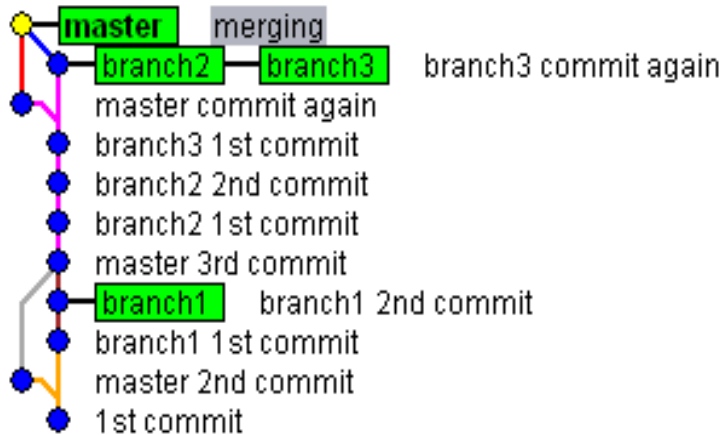 master merging
branch2 branch3 branch3 commit again
master commit again
branch3 1st commit
branch2 2nd commit
branch2 1st commit
master 3rd commit
branch1 branch1 2nd commit
branch1 1st commit
master 2nd commit
1st commit